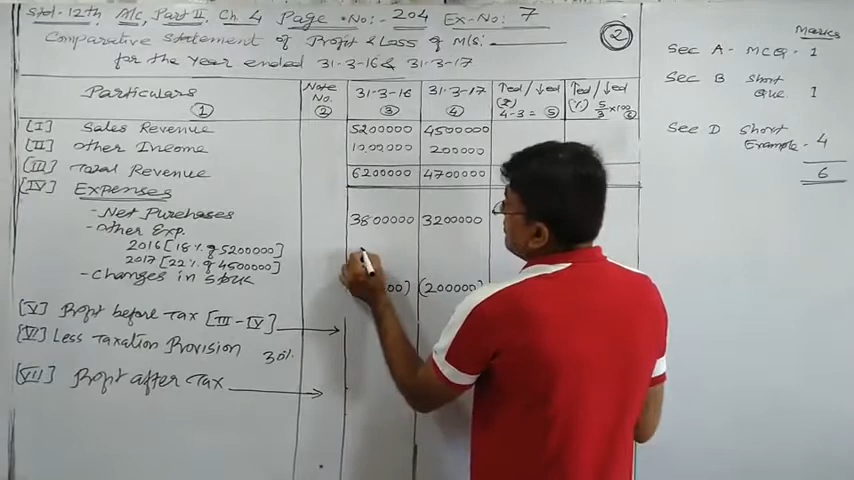 Std-12th A/c, Part II, Ch 4 Page No:- 204 Ex-No: 7
Comparative Statement of Profit & Loss of M/s:
for the year ended 31-3-16 & 31-3-17
2
Particulars Note No. 31-3-16 31-3-17 ↑ed/↓ed (₹) ↑ed/↓ed (%)
1 2 3 4 4-3=5 5/3×100 6
[I] Sales Revenue 5200000 4500000
[II] Other Income 1000000 200000
[III] Total Revenue 6200000 4700000
[IV] Expenses
- Net Purchases 3800000 3200000
- Other Exp.
2016 [18% of 5200000]
2017 [22% of 4500000]
- Changes in stock 00) (200000)
[V] Profit before Tax [III-IV]
[VI] Less Taxation Provision 30%
[VII] Profit after Tax
Marks
Sec A- MCQ- 1
Sec B Short Que. 1
Sec D Short Example- 4
6